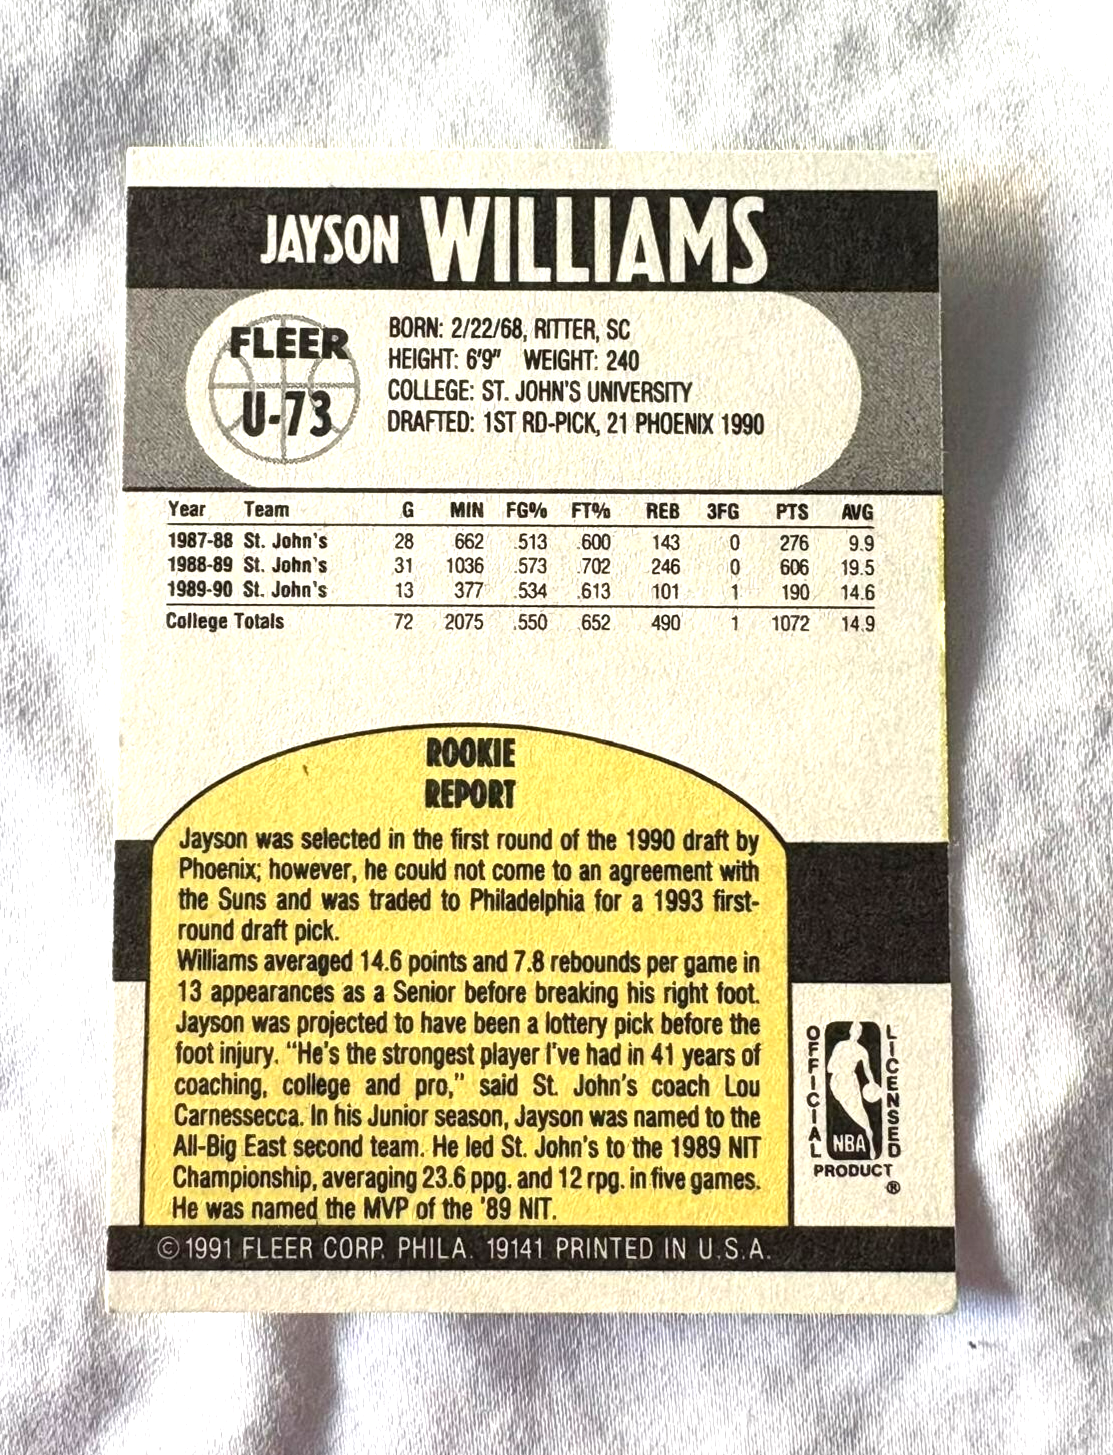 JAYSON WILLIAMS
FLEER
U-73
BORN: 2/22/68, RITTER, SC
HEIGHT: 6'9" WEIGHT: 240
COLLEGE: ST. JOHN'S UNIVERSITY
DRAFTED: 1ST RD-PICK, 21 PHOENIX 1990
Year Team G MIN FG% FT% REB 3FG PTS AVG
1987-88 St. John's 28 662 .513 .600 143 0 276 9.9
1988-89 St. John's 31 1036 .573 .702 246 0 606 19.5
1989-90 St. John's 13 377 .534 .613 101 1 190 14.6
College Totals 72 2075 .550 .652 490 1 1072 14.9
ROOKIE
REPORT
Jayson was selected in the first round of the 1990 draft by
Phoenix; however, he could not come to an agreement with
the Suns and was traded to Philadelphia for a 1993 first-
round draft pick.
Williams averaged 14.6 points and 7.8 rebounds per game in
13 appearances as a Senior before breaking his right foot.
Jayson was projected to have been a lottery pick before the
foot injury. "He's the strongest player I've had in 41 years of
coaching, college and pro," said St. John's coach Lou
Carnessecca. In his Junior season, Jayson was named to the
All-Big East second team. He led St. John's to the 1989 NIT
Championship, averaging 23.6 ppg. and 12 rpg. in five games.
He was named the MVP of the '89 NIT.
OFFICIAL
NBA
LICENSED
PRODUCT
®
©1991 FLEER CORP. PHILA. 19141 PRINTED IN U.S.A.